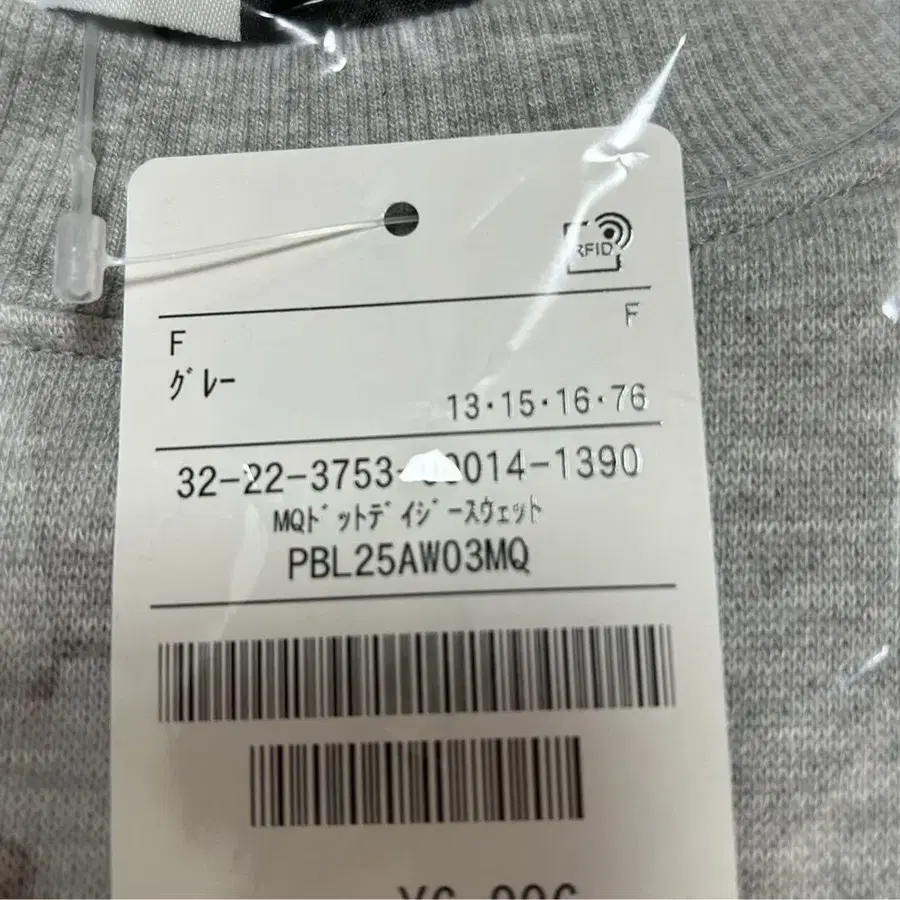 RFID
F F
ｸﾞﾚｰ
13・15・16・76
32-22-3753- 014-1390
MQﾄﾞｯﾄﾃﾞｲｼﾞｰｽｳｪｯﾄ
PBL25AW03MQ